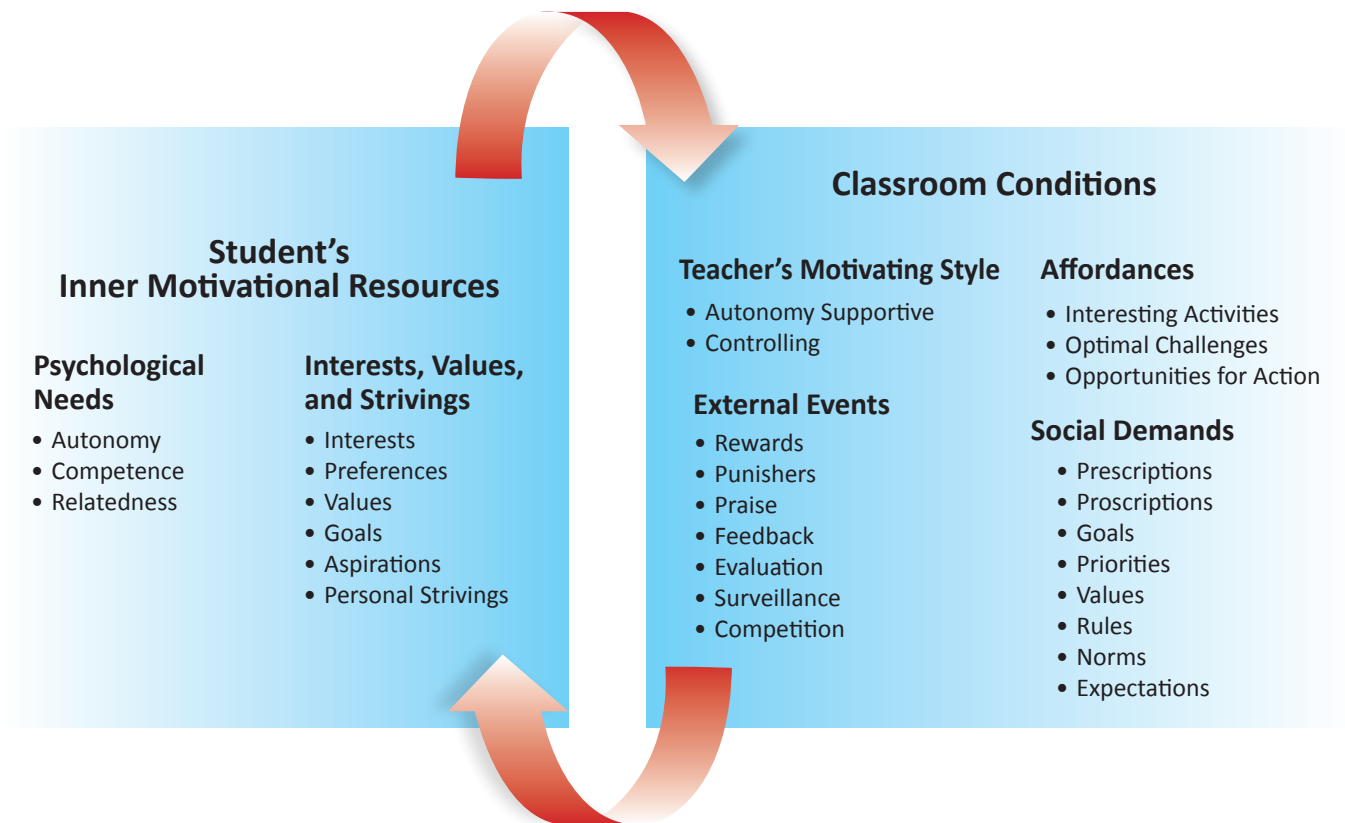 Student’s
Inner Motivational Resources
Psychological
Needs
• Autonomy
• Competence
• Relatedness
Interests, Values,
and Strivings
• Interests
• Preferences
• Values
• Goals
• Aspirations
• Personal Strivings
Classroom Conditions
Teacher’s Motivating Style
• Autonomy Supportive
• Controlling
External Events
• Rewards
• Punishers
• Praise
• Feedback
• Evaluation
• Surveillance
• Competition
Affordances
• Interesting Activities
• Optimal Challenges
• Opportunities for Action
Social Demands
• Prescriptions
• Proscriptions
• Goals
• Priorities
• Values
• Rules
• Norms
• Expectations